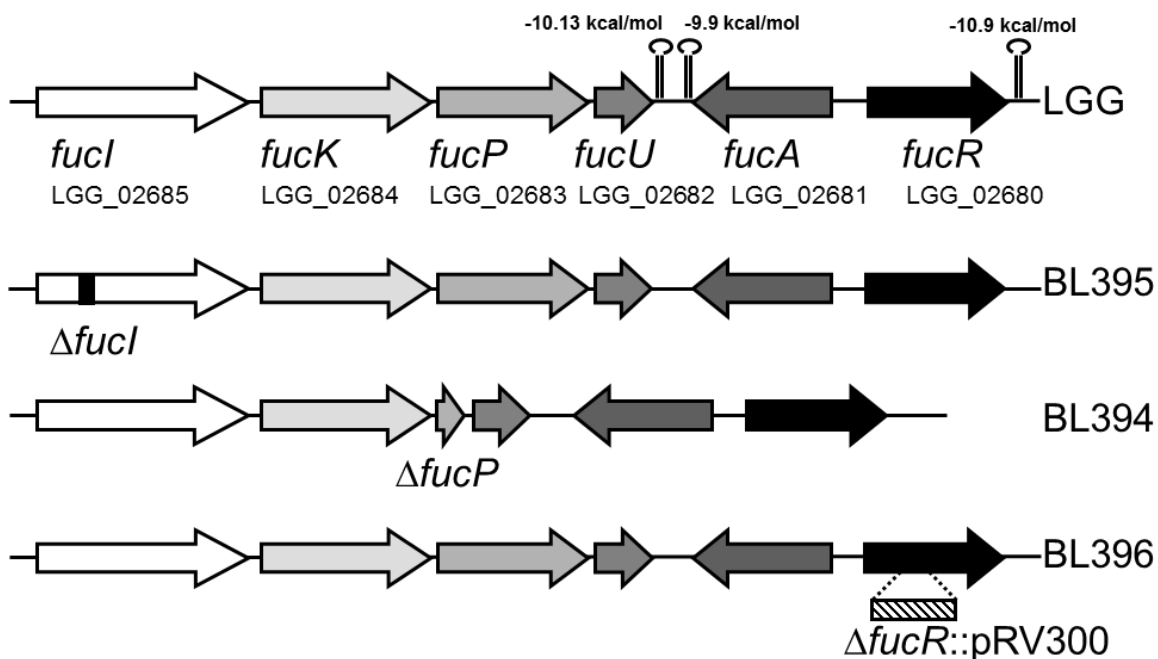 -10.13 kcal/mol -9.9 kcal/mol -10.9 kcal/mol
LGG
fucI fucK fucP fucU fucA fucR
LGG_02685 LGG_02684 LGG_02683 LGG_02682 LGG_02681 LGG_02680
BL395
ΔfucI
BL394
ΔfucP
BL396
ΔfucR::pRV300